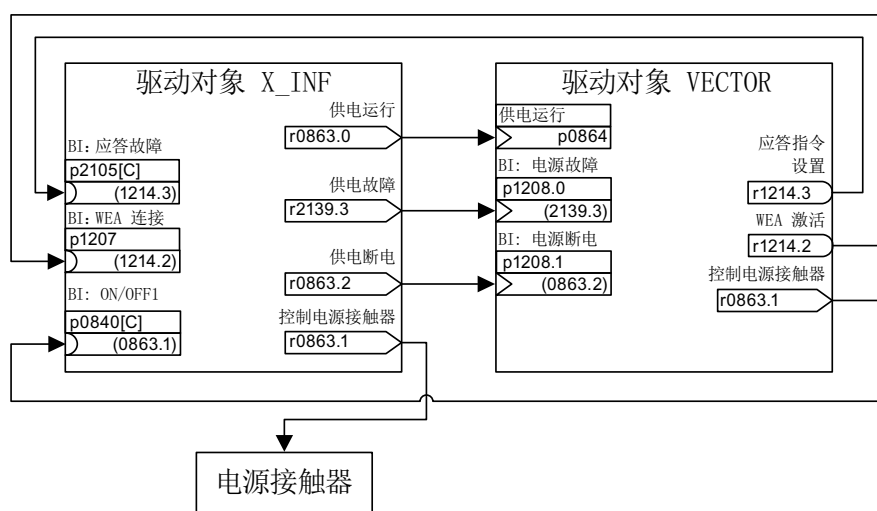 驱动对象 X_INF
供电运行
r0863.0
BI: 应答故障
p2105[C]
(1214.3)
供电故障
r2139.3
BI: WEA 连接
p1207
(1214.2)
供电断电
r0863.2
BI: ON/OFF1
p0840[C]
(0863.1)
控制电源接触器
r0863.1
驱动对象 VECTOR
供电运行
p0864
BI: 电源故障
p1208.0
(2139.3)
BI: 电源断电
p1208.1
(0863.2)
应答指令
设置
r1214.3
WEA 激活
r1214.2
控制电源接触器
r0863.1
电源接触器